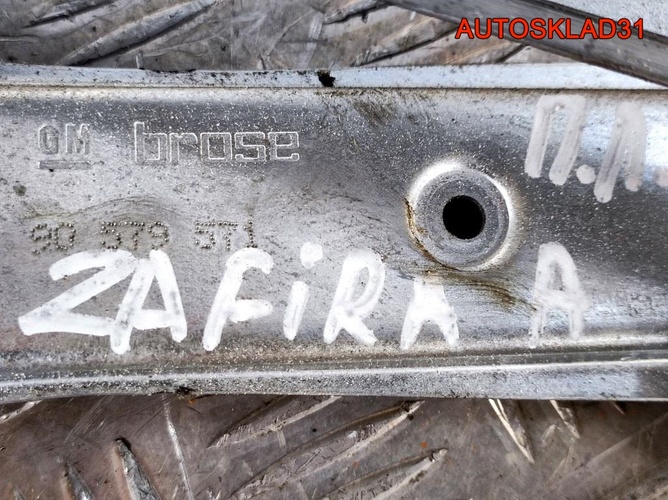 AUTOSKLAD31
GM brose
П.Л
90 579 571
ZAFiRA A